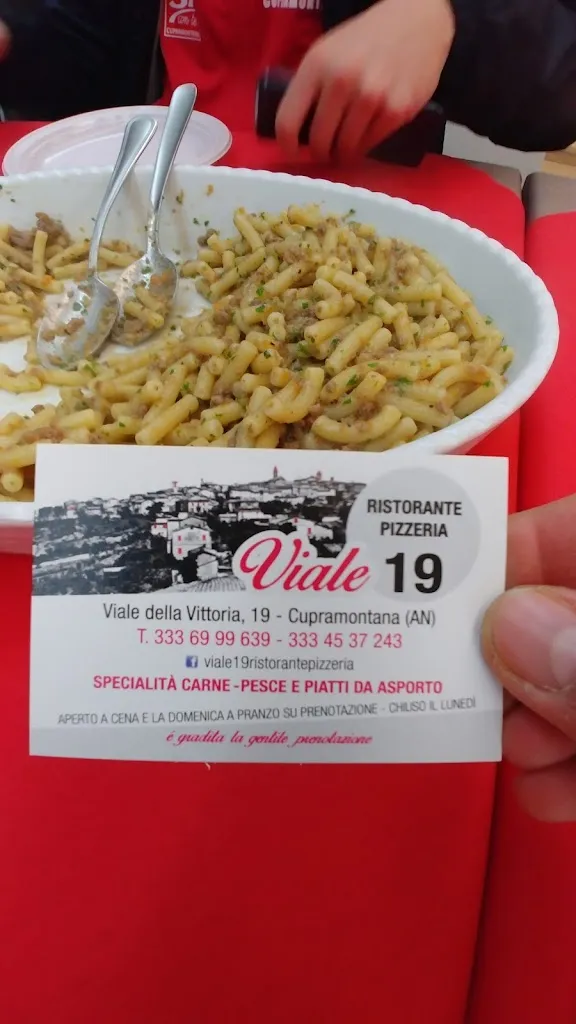 CUPRAMONT
RISTORANTE
PIZZERIA
Viale 19
Viale della Vittoria, 19 - Cupramontana (AN)
T. 333 69 99 639 - 333 45 37 243
f viale19ristorantepizzeria
SPECIALITÀ CARNE - PESCE E PIATTI DA ASPORTO
APERTO A CENA E LA DOMENICA A PRANZO SU PRENOTAZIONE - CHIUSO IL LUNEDÌ
è gradita la gentile prenotazione